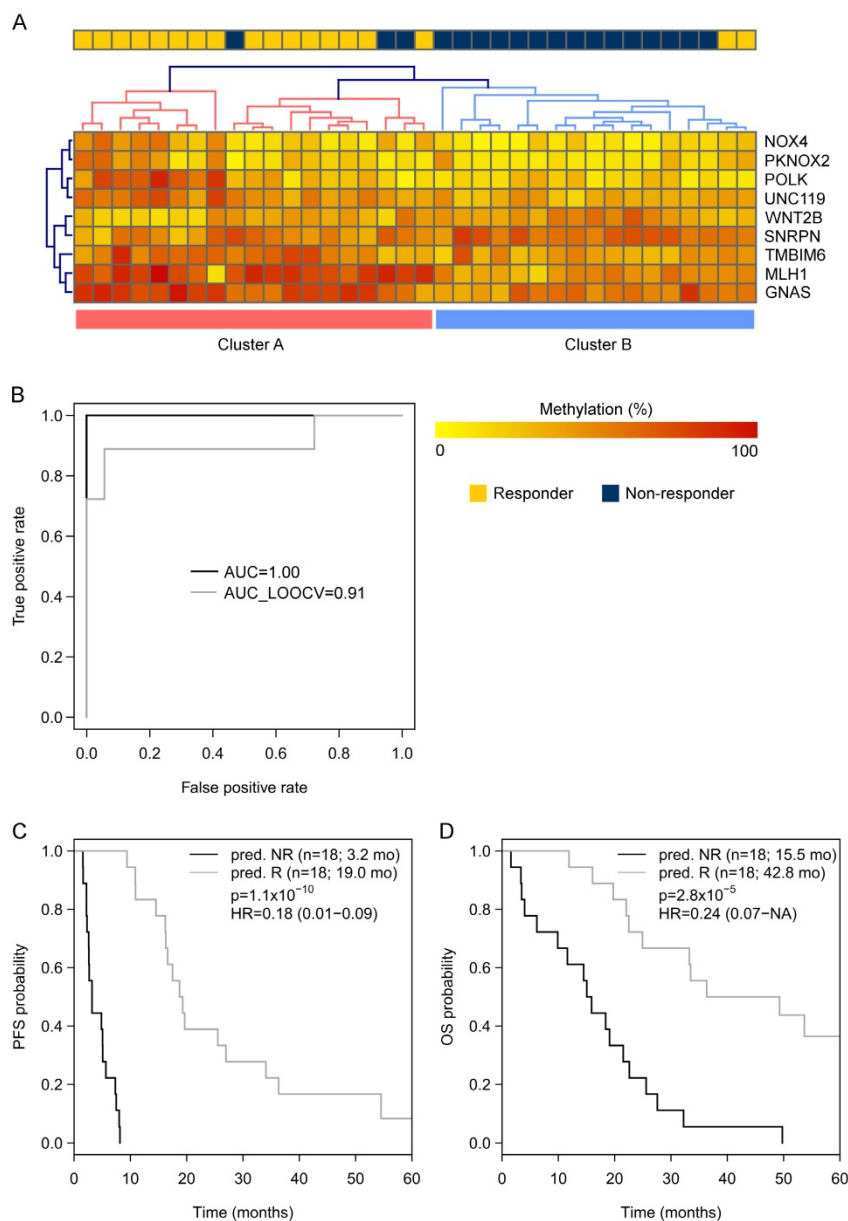 A
NOX4
PKNOX2
POLK
UNC119
WNT2B
SNRPN
TMBIM6
MLH1
GNAS
Cluster A
Cluster B
B
1.0
0.8
0.6
0.4
0.2
0.0
True positive rate
AUC=1.00
AUC_LOOCV=0.91
0.0 0.2 0.4 0.6 0.8 1.0
False positive rate
Methylation (%)
0 100
Responder Non-responder
C
1.0
0.8
0.6
0.4
0.2
0.0
PFS probability
pred. NR (n=18; 3.2 mo)
pred. R (n=18; 19.0 mo)
p=1.1x10⁻¹⁰
HR=0.18 (0.01−0.09)
0 10 20 30 40 50 60
Time (months)
D
1.0
0.8
0.6
0.4
0.2
0.0
OS probability
pred. NR (n=18; 15.5 mo)
pred. R (n=18; 42.8 mo)
p=2.8x10⁻⁵
HR=0.24 (0.07−NA)
0 10 20 30 40 50 60
Time (months)